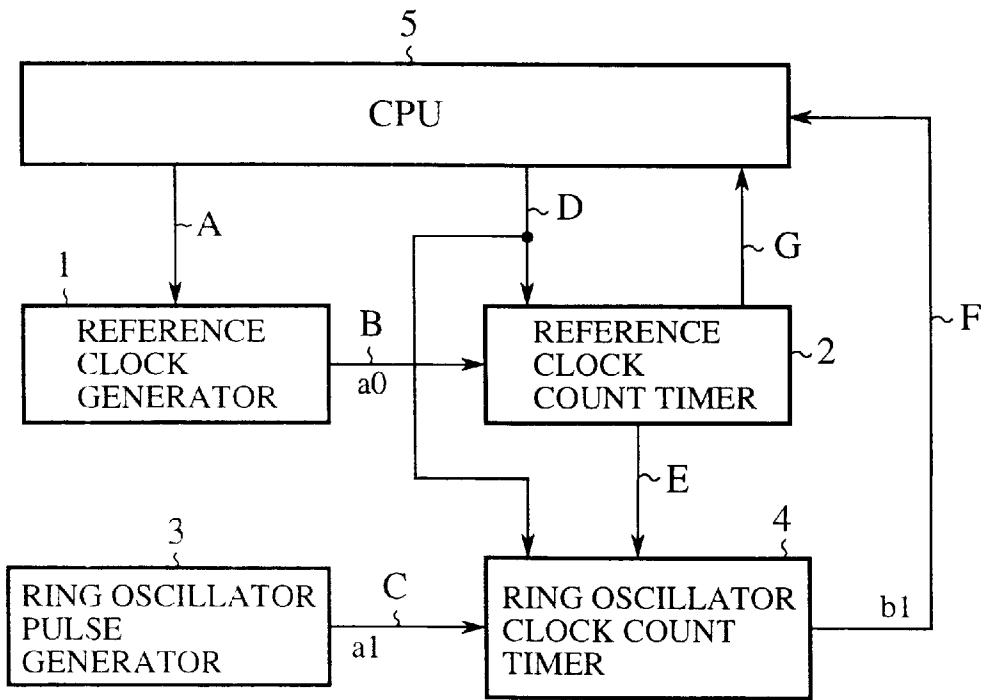 5
CPU
A
D
G
F
1
REFERENCE
CLOCK
GENERATOR
B
a0
REFERENCE
CLOCK
COUNT TIMER
2
E
3
RING OSCILLATOR
PULSE
GENERATOR
C
a1
4
RING OSCILLATOR
CLOCK COUNT
TIMER
b1